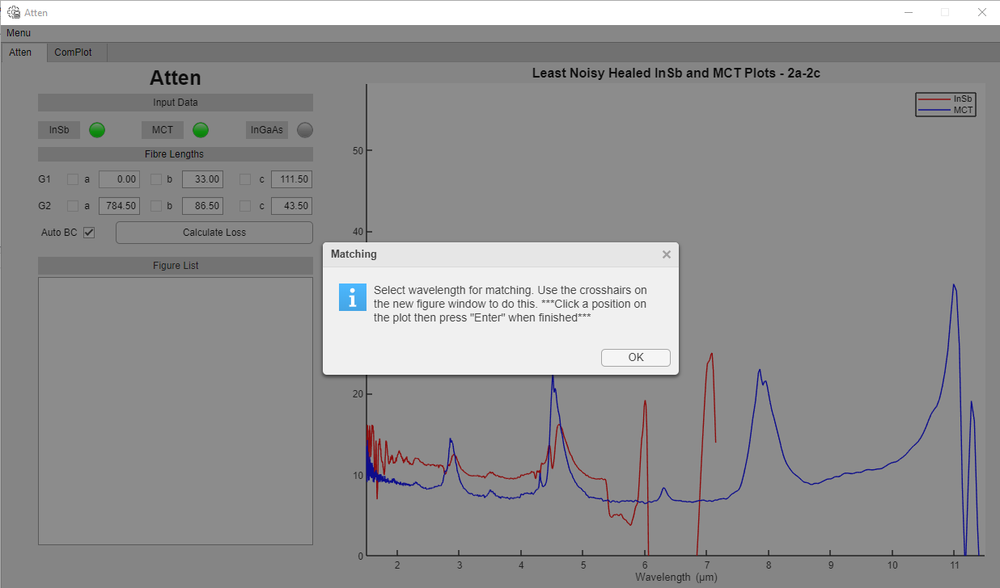 Atten
Menu
Atten ComPlot
Atten
Input Data
InSb MCT InGaAs
Fibre Lengths
G1 a 0.00 b 33.00 c 111.50
G2 a 784.50 b 86.50 c 43.50
Auto BC Calculate Loss
Figure List
Least Noisy Healed InSb and MCT Plots - 2a-2c
InSb
MCT
50
40
20
10
0
2 3 4 5 6 7 8 9 10 11
Wavelength (μm)
Matching
Select wavelength for matching. Use the crosshairs on
the new figure window to do this. ***Click a position on
the plot then press "Enter" when finished***
OK